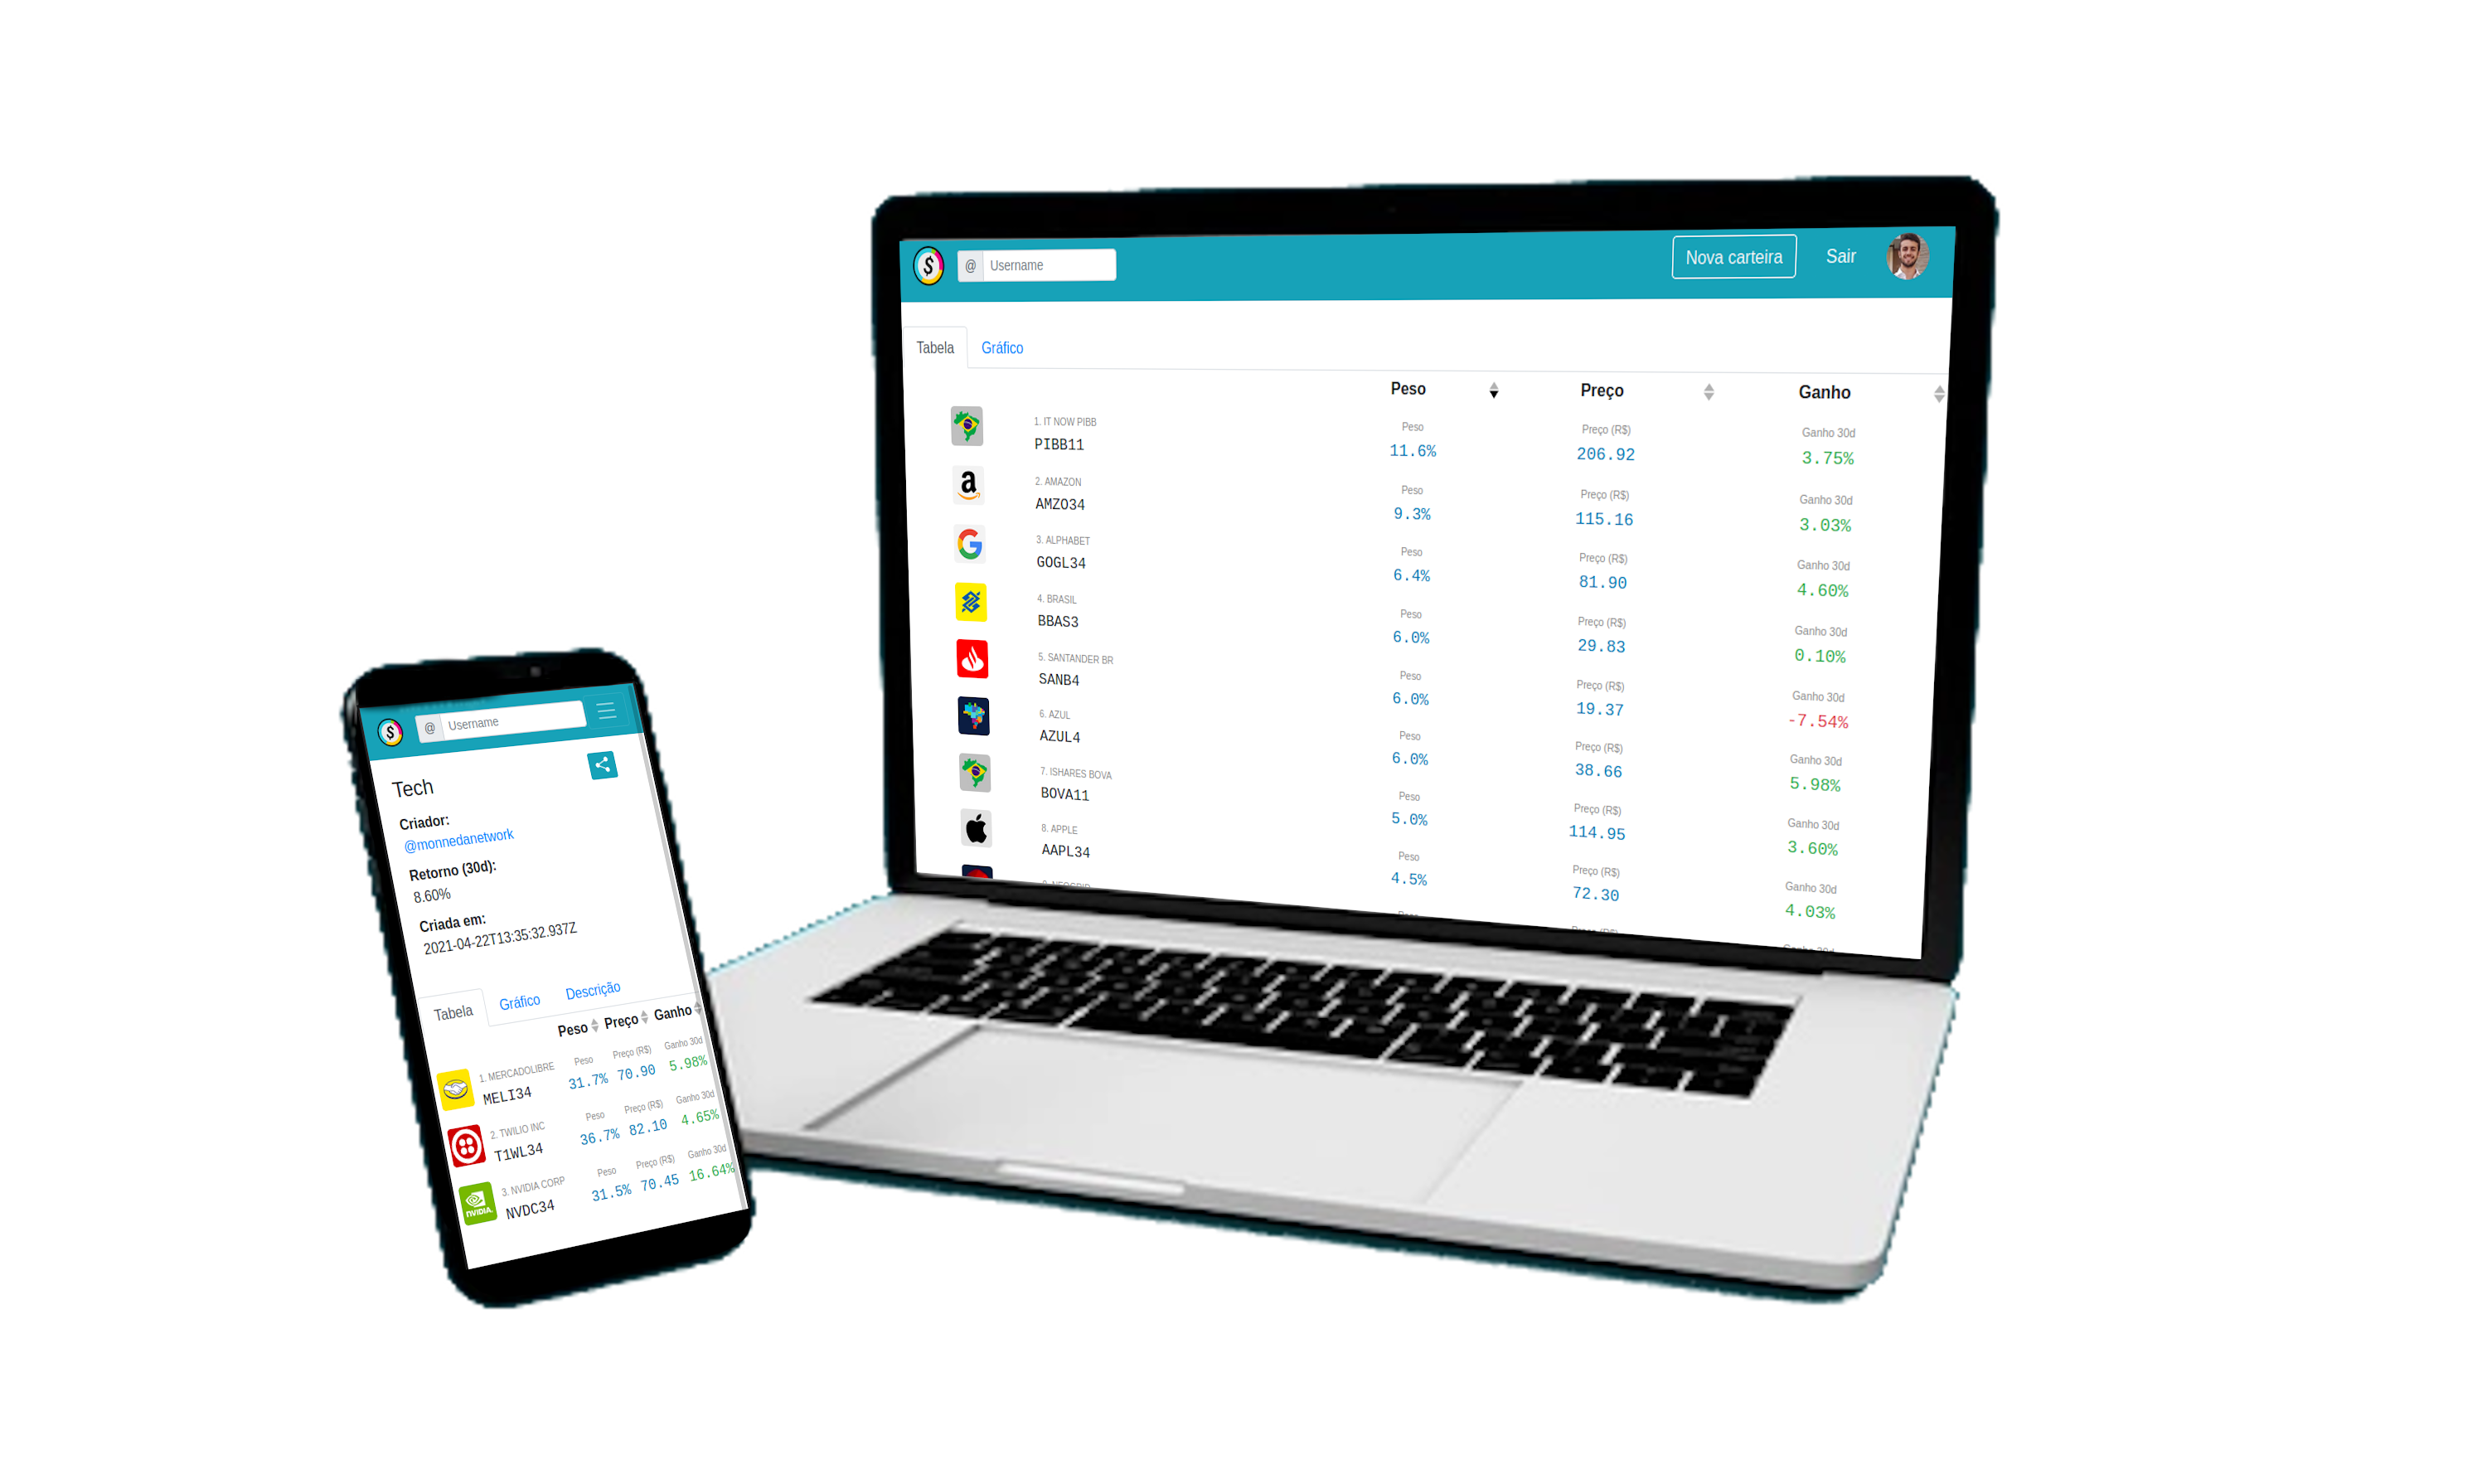 $ @ Username Nova carteira Sair
Tabela Gráfico
Peso Preço Ganho
1. IT NOW PIBB Peso Preço (R$) Ganho 30d
PIBB11 11.6% 206.92 3.75%
2. AMAZON Peso Preço (R$) Ganho 30d
AMZO34 9.3% 115.16 3.03%
3. ALPHABET Peso Preço (R$) Ganho 30d
GOGL34 6.4% 81.90 4.60%
4. BRASIL Peso Preço (R$) Ganho 30d
BBAS3 6.0% 29.83 0.10%
5. SANTANDER BR Peso Preço (R$) Ganho 30d
SANB4 6.0% 19.37 -7.54%
6. AZUL Peso Preço (R$) Ganho 30d
AZUL4 6.0% 38.66 5.98%
7. ISHARES BOVA Peso Preço (R$) Ganho 30d
BOVA11 5.0% 114.95 3.60%
8. APPLE Peso Preço (R$) Ganho 30d
AAPL34 4.5% 72.30 4.03%
$ @ Username
Tech
Criador:
@monnedanetwork
Retorno (30d):
8.60%
Criada em:
2021-04-22T13:35:32.937Z
Tabela Gráfico Descrição
Peso Preço Ganho
1. MERCADOLIBRE Peso Preço (R$) Ganho 30d
MELI34 31.7% 70.90 5.98%
2. TWILIO INC Peso Preço (R$) Ganho 30d
T1WL34 36.7% 82.10 4.65%
3. NVIDIA CORP Peso Preço (R$) Ganho 30d
NVIDIA. NVDC34 31.5% 70.45 16.64%